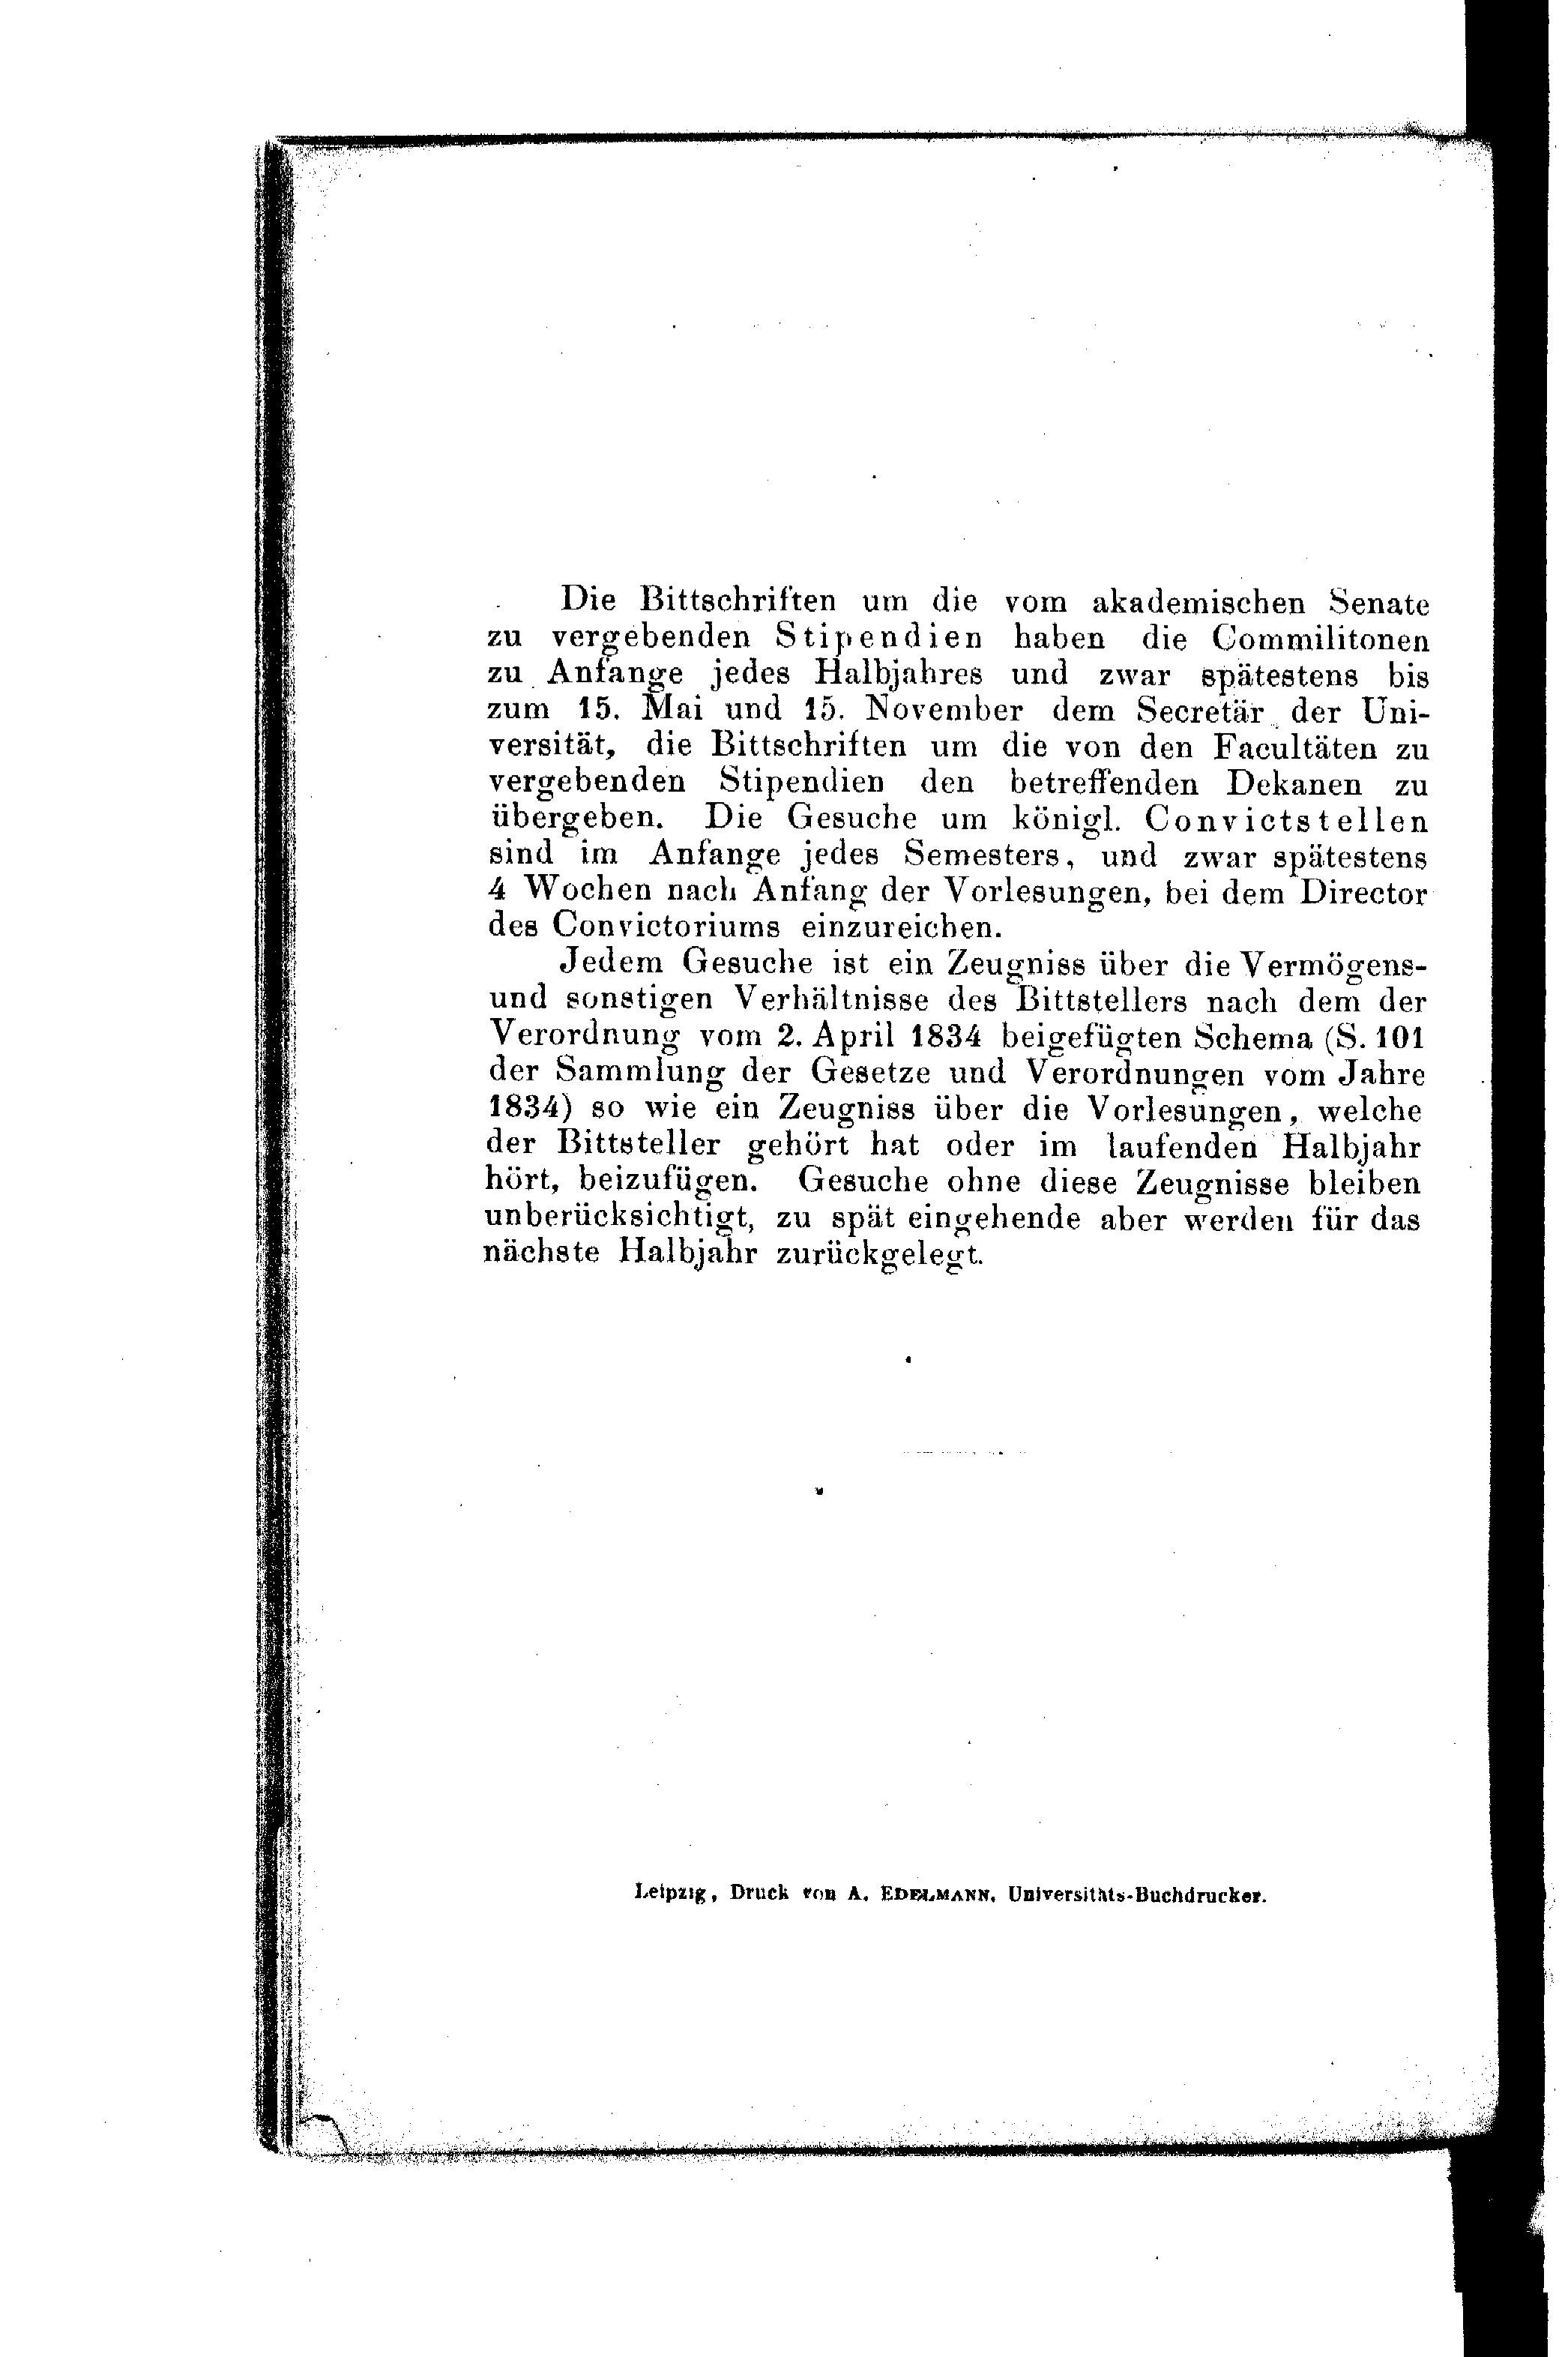 Die Bittschriften um die vom akademischen Senate
zu vergebenden Stipendien haben die Commilitonen
zu Anfange jedes Halbjahres und zwar spätestens bis
zum 15. Mai und 15. November dem Secretär der Uni-
versität, die Bittschriften um die von den Facultäten zu
vergebenden Stipendien den betreffenden Dekanen zu
übergeben. Die Gesuche um königl. Convictstellen
sind im Anfange jedes Semesters, und zwar spätestens
4 Wochen nach Anfang der Vorlesungen, bei dem Director
des Convictoriums einzureichen.
Jedem Gesuche ist ein Zeugniss über die Vermögens-
und sonstigen Verhältnisse des Bittstellers nach dem der
Verordnung vom 2. April 1834 beigefügten Schema (S. 101
der Sammlung der Gesetze und Verordnungen vom Jahre
1834) so wie ein Zeugniss über die Vorlesungen, welche
der Bittsteller gehört hat oder im laufenden Halbjahr
hört, beizufügen. Gesuche ohne diese Zeugnisse bleiben
unberücksichtigt, zu spät eingehende aber werden für das
nächste Halbjahr zurückgelegt.
Leipzig, Druck von A. EDELMANN, Universitäts-Buchdrucker.